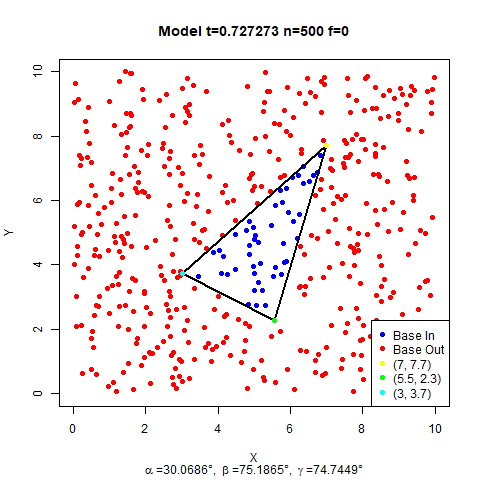 Model t=0.727273 n=500 f=0
Y
10
8
6
4
2
0
0 2 4 6 8 10
Base In
Base Out
(7, 7.7)
(5.5, 2.3)
(3, 3.7)
X
α=30.0686°, β=75.1865°, γ=74.7449°